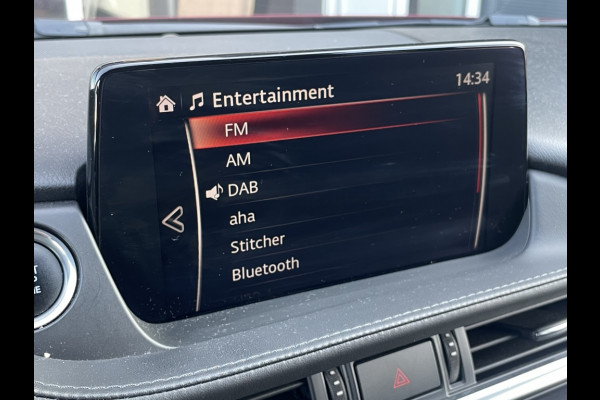 Entertainment
14:34
FM
AM
DAB
aha
Stitcher
Bluetooth